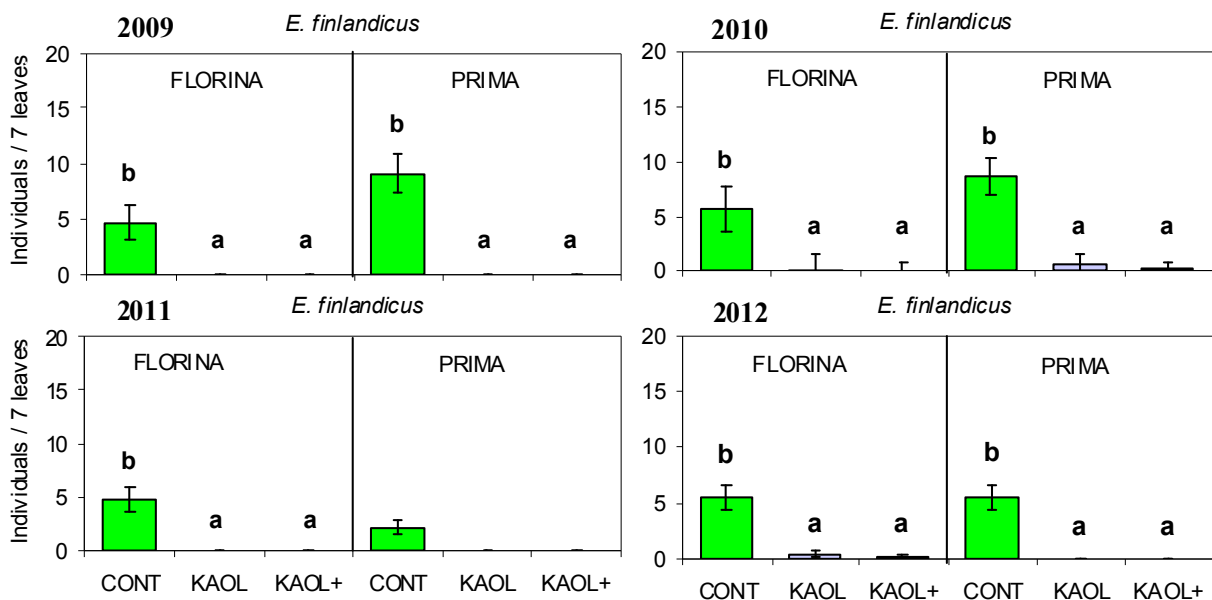 2009 E. finlandicus
20
15
10
5
0
Individuals / 7 leaves
FLORINA PRIMA
b a a b a a
2010 E. finlandicus
20
15
10
5
0
FLORINA PRIMA
b a a b a a
2011 E. finlandicus
20
15
10
5
0
Individuals / 7 leaves
FLORINA PRIMA
b a a
CONT KAOL KAOL+ CONT KAOL KAOL+
2012 E. finlandicus
20
15
10
5
0
FLORINA PRIMA
b a a b a a
CONT KAOL KAOL+ CONT KAOL KAOL+